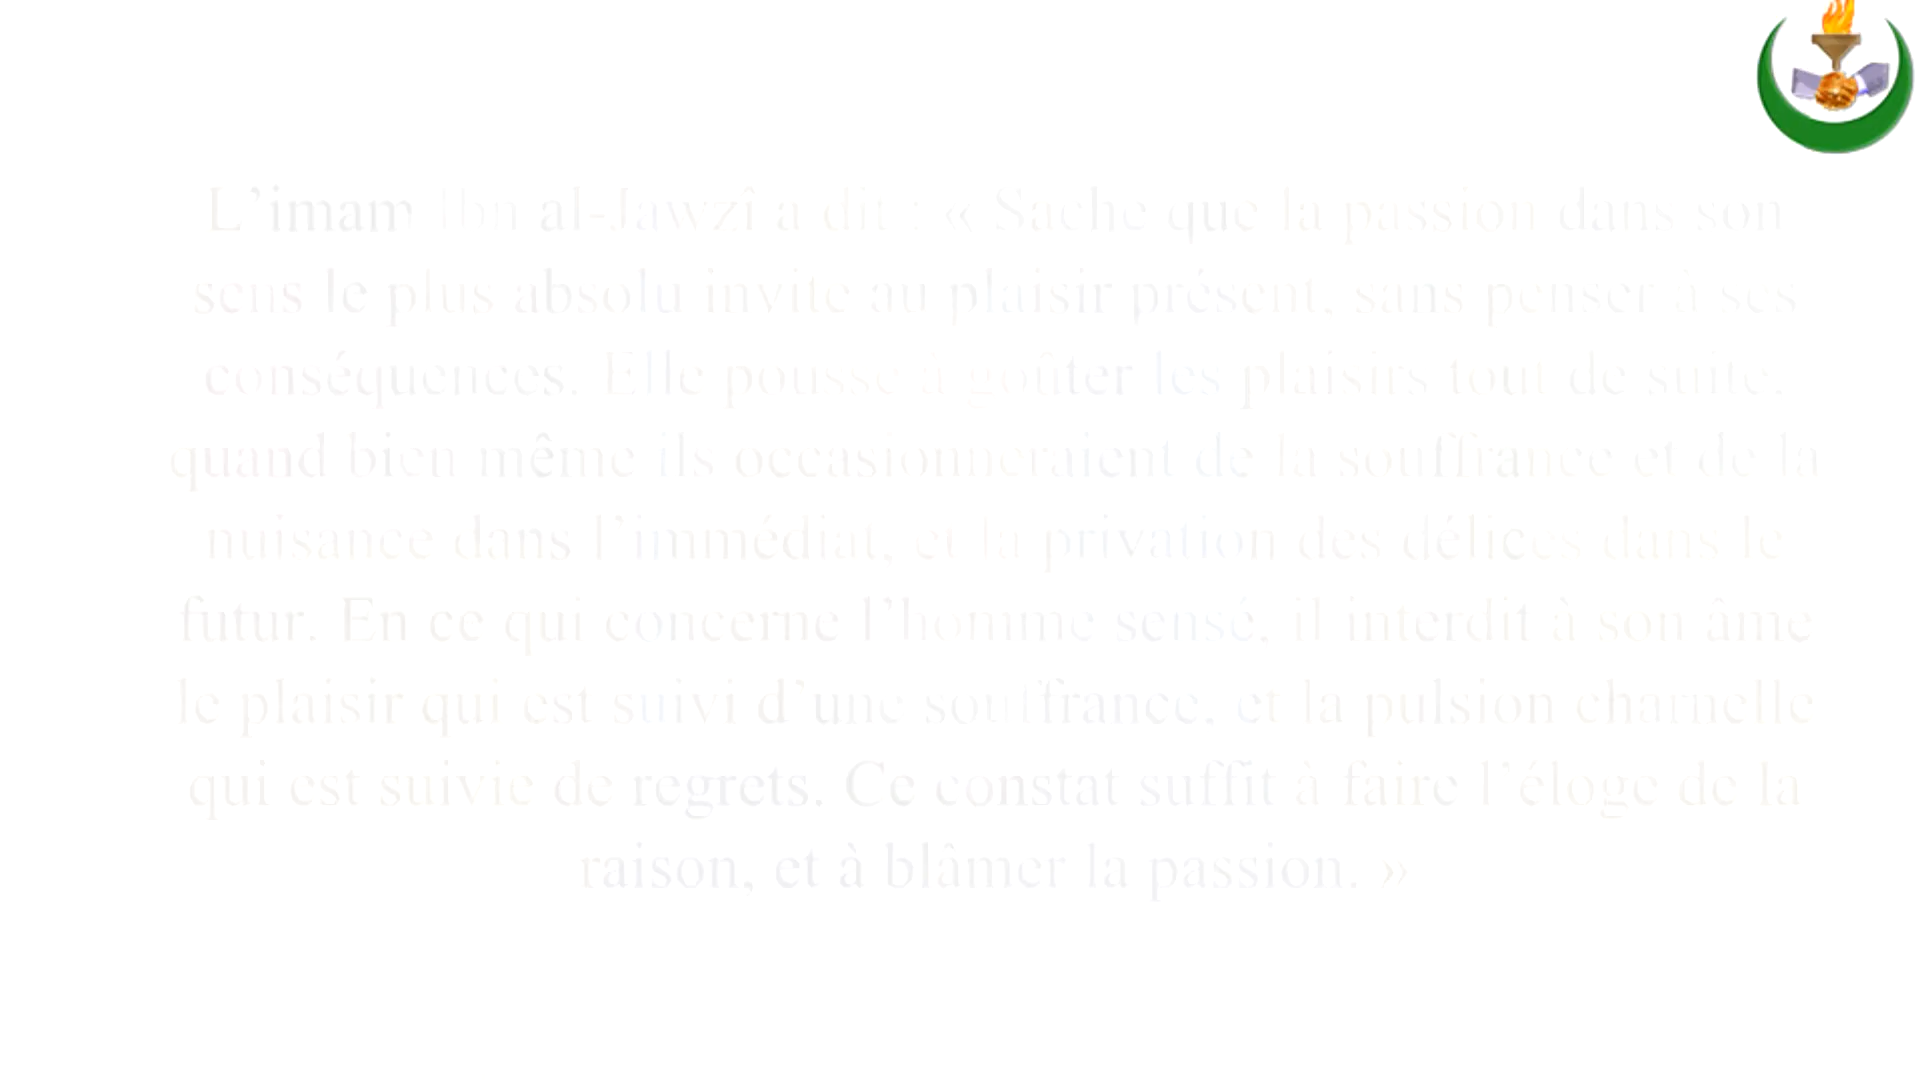 L’imam Ibn al-Jawzî a dit : « Sache que la passion dans son
sens le plus absolu invite au plaisir présent, sans penser à ses
conséquences. Elle pousse à goûter les plaisirs tout de suite,
quand bien même ils occasionneraient de la souffrance et de la
nuisance dans l’immédiat, et la privation des délices dans le
futur. En ce qui concerne l’homme sensé, il interdit à son âme
le plaisir qui est suivi d’une souffrance, et la pulsion charnelle
qui est suivie de regrets. Ce constat suffit à faire l’éloge de la
raison, et à blâmer la passion. »